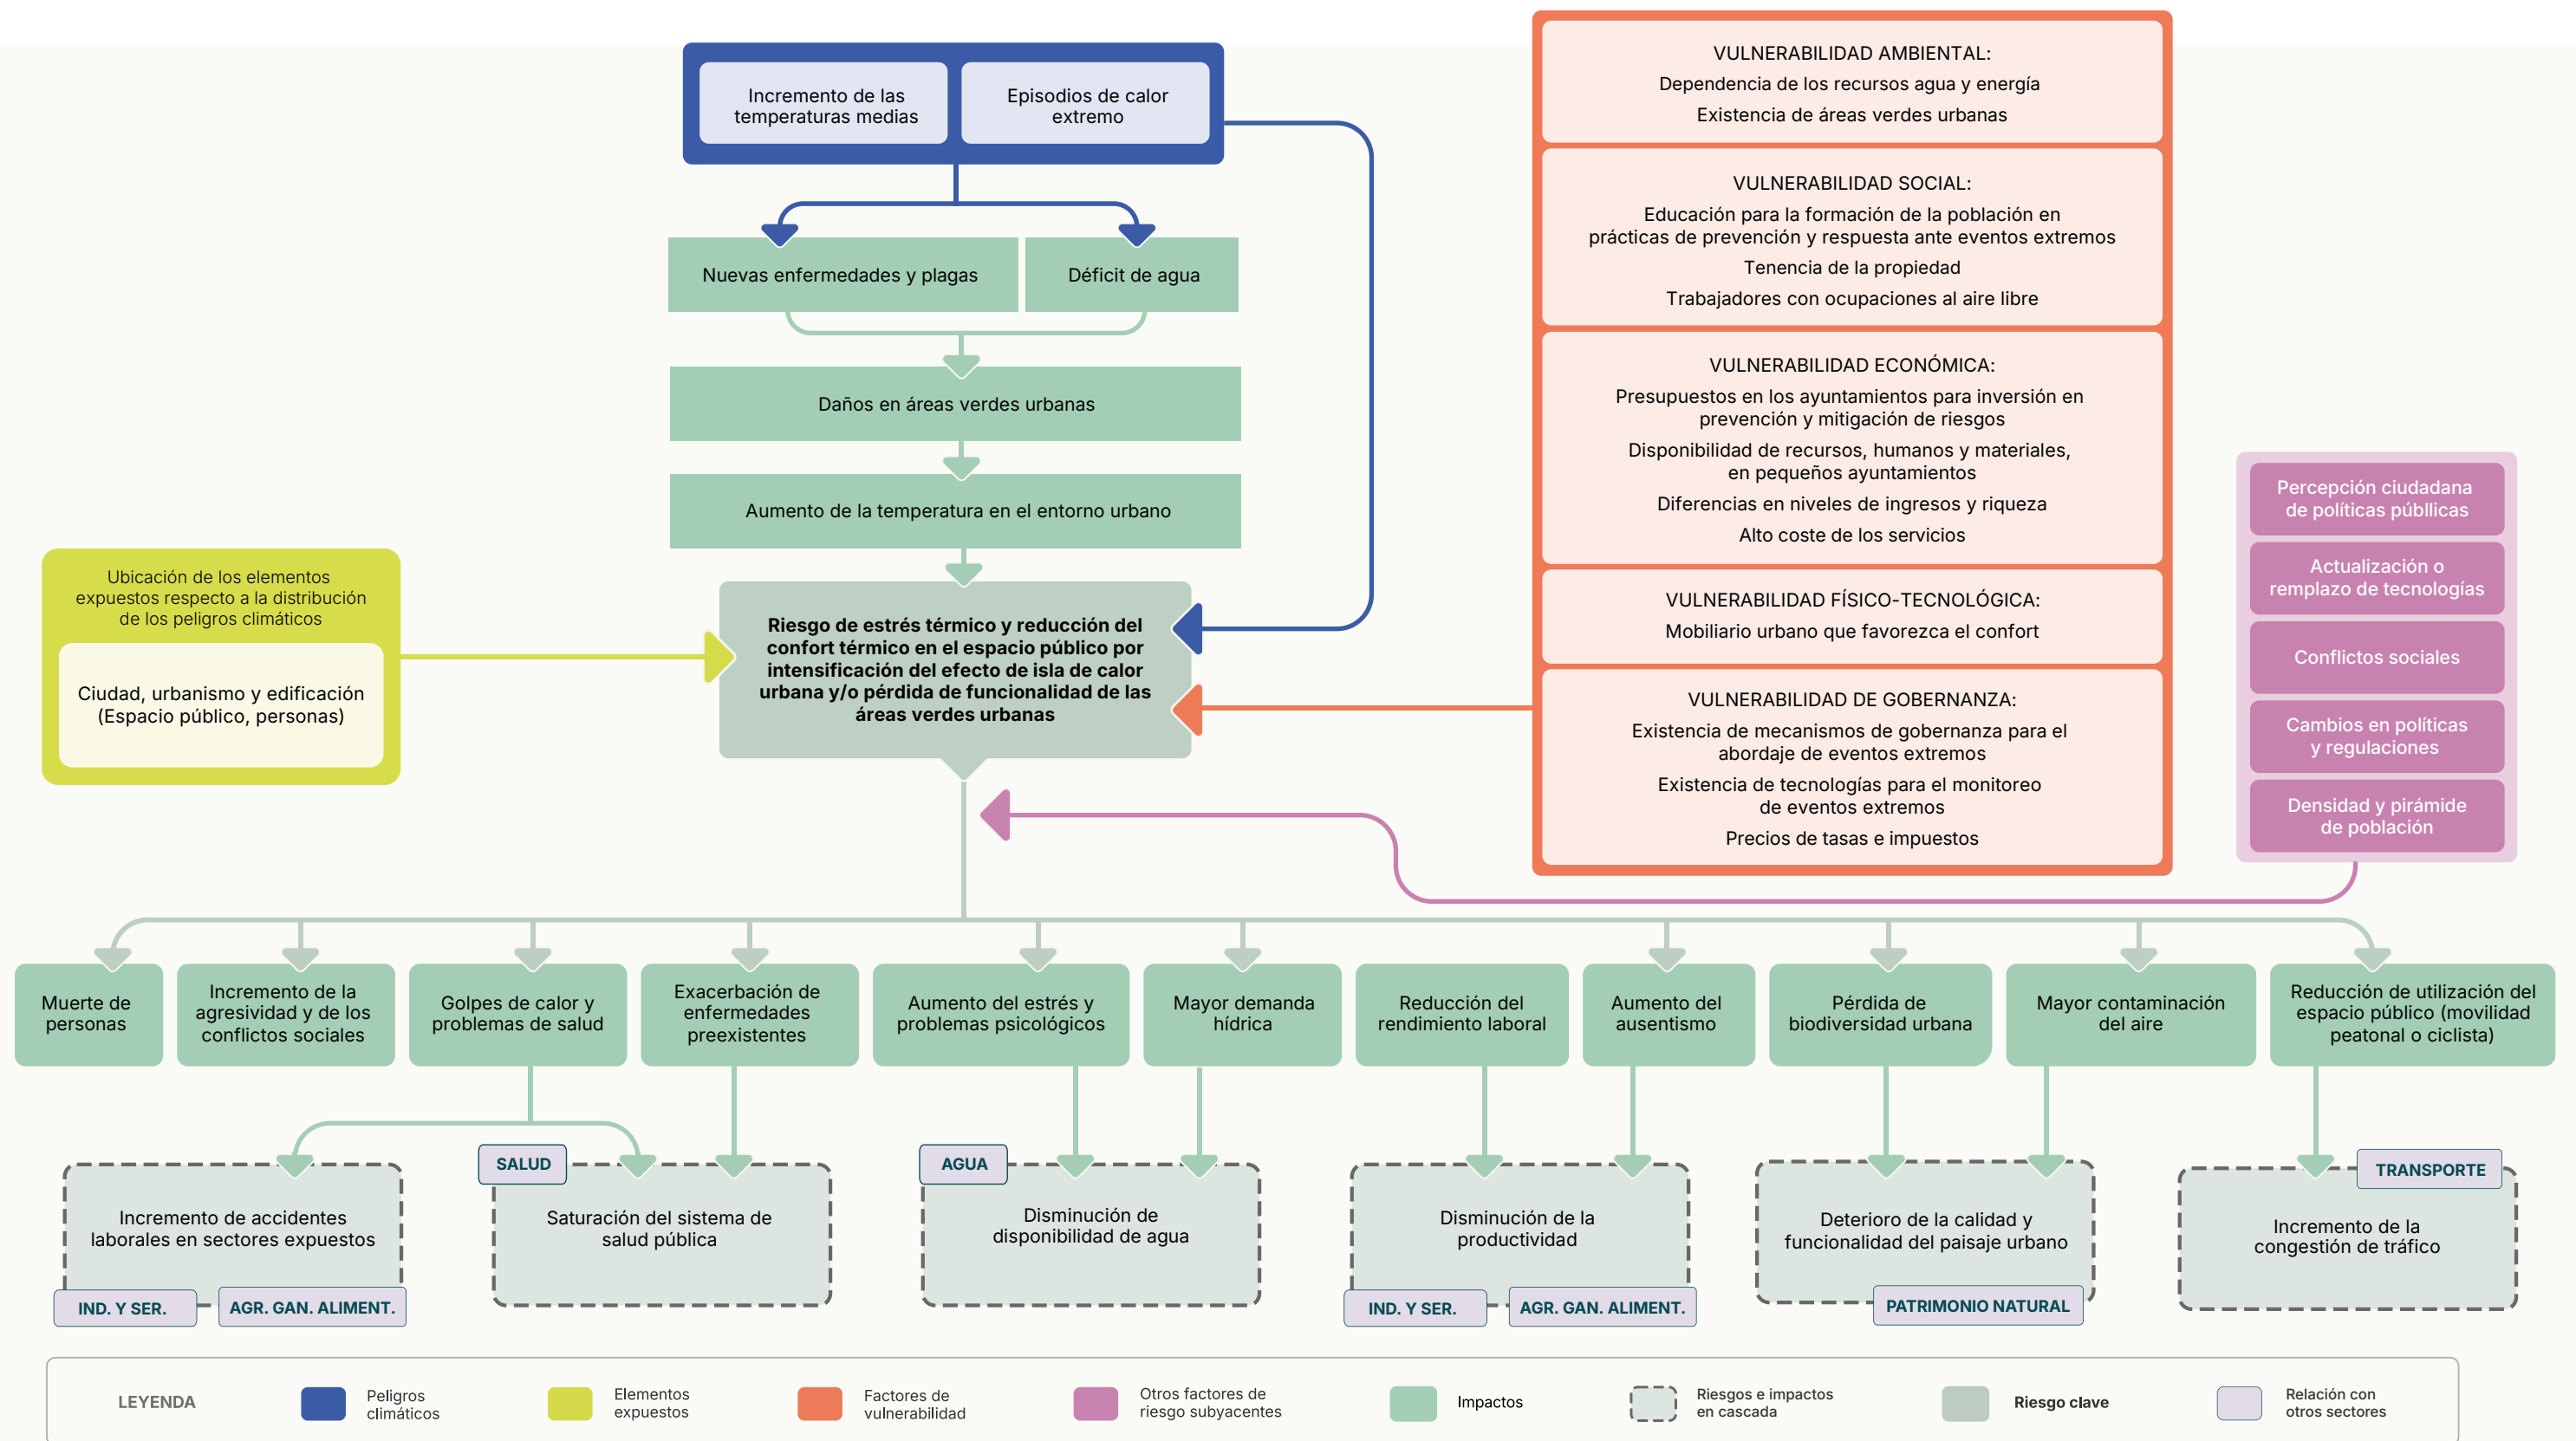 Incremento de las
temperaturas medias
Episodios de calor
extremo
Nuevas enfermedades y plagas
Déficit de agua
Daños en áreas verdes urbanas
Aumento de la temperatura en el entorno urbano
Ubicación de los elementos
expuestos respecto a la distribución
de los peligros climáticos
Ciudad, urbanismo y edificación
(Espacio público, personas)
Riesgo de estrés térmico y reducción del
confort térmico en el espacio público por
intensificación del efecto de isla de calor
urbana y/o pérdida de funcionalidad de las
áreas verdes urbanas
VULNERABILIDAD AMBIENTAL:
Dependencia de los recursos agua y energía
Existencia de áreas verdes urbanas
VULNERABILIDAD SOCIAL:
Educación para la formación de la población en
prácticas de prevención y respuesta ante eventos extremos
Tenencia de la propiedad
Trabajadores con ocupaciones al aire libre
VULNERABILIDAD ECONÓMICA:
Presupuestos en los ayuntamientos para inversión en
prevención y mitigación de riesgos
Disponibilidad de recursos, humanos y materiales,
en pequeños ayuntamientos
Diferencias en niveles de ingresos y riqueza
Alto coste de los servicios
VULNERABILIDAD FÍSICO-TECNOLÓGICA:
Mobiliario urbano que favorezca el confort
VULNERABILIDAD DE GOBERNANZA:
Existencia de mecanismos de gobernanza para el
abordaje de eventos extremos
Existencia de tecnologías para el monitoreo
de eventos extremos
Precios de tasas e impuestos
Percepción ciudadana
de políticas públlicas
Actualización o
remplazo de tecnologías
Conflictos sociales
Cambios en políticas
y regulaciones
Densidad y pirámide
de población
Muerte de
personas
Incremento de la
agresividad y de los
conflictos sociales
Golpes de calor y
problemas de salud
Exacerbación de
enfermedades
preexistentes
Aumento del estrés y
problemas psicológicos
Mayor demanda
hídrica
Reducción del
rendimiento laboral
Aumento del
ausentismo
Pérdida de
biodiversidad urbana
Mayor contaminación
del aire
Reducción de utilización del
espacio público (movilidad
peatonal o ciclista)
Incremento de accidentes
laborales en sectores expuestos
IND. Y SER.
AGR. GAN. ALIMENT.
SALUD
Saturación del sistema de
salud pública
AGUA
Disminución de
disponibilidad de agua
Disminución de la
productividad
IND. Y SER.
AGR. GAN. ALIMENT.
Deterioro de la calidad y
funcionalidad del paisaje urbano
PATRIMONIO NATURAL
TRANSPORTE
Incremento de la
congestión de tráfico
LEYENDA
Peligros
climáticos
Elementos
expuestos
Factores de
vulnerabilidad
Otros factores de
riesgo subyacentes
Impactos
Riesgos e impactos
en cascada
Riesgo clave
Relación con
otros sectores